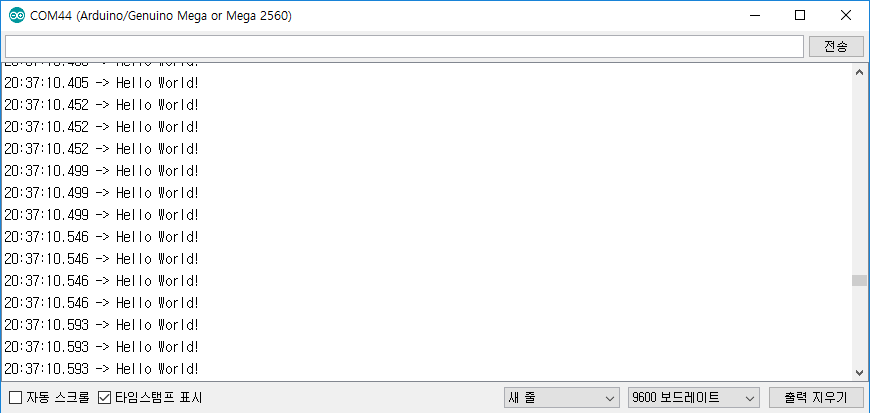 COM44 (Arduino/Genuino Mega or Mega 2560)
전송
20:37:10.405 -> Hello World!
20:37:10.452 -> Hello World!
20:37:10.452 -> Hello World!
20:37:10.452 -> Hello World!
20:37:10.499 -> Hello World!
20:37:10.499 -> Hello World!
20:37:10.499 -> Hello World!
20:37:10.546 -> Hello World!
20:37:10.546 -> Hello World!
20:37:10.546 -> Hello World!
20:37:10.546 -> Hello World!
20:37:10.593 -> Hello World!
20:37:10.593 -> Hello World!
20:37:10.593 -> Hello World!
자동 스크롤 타임스탬프 표시 새 줄 9600 보드레이트 출력 지우기